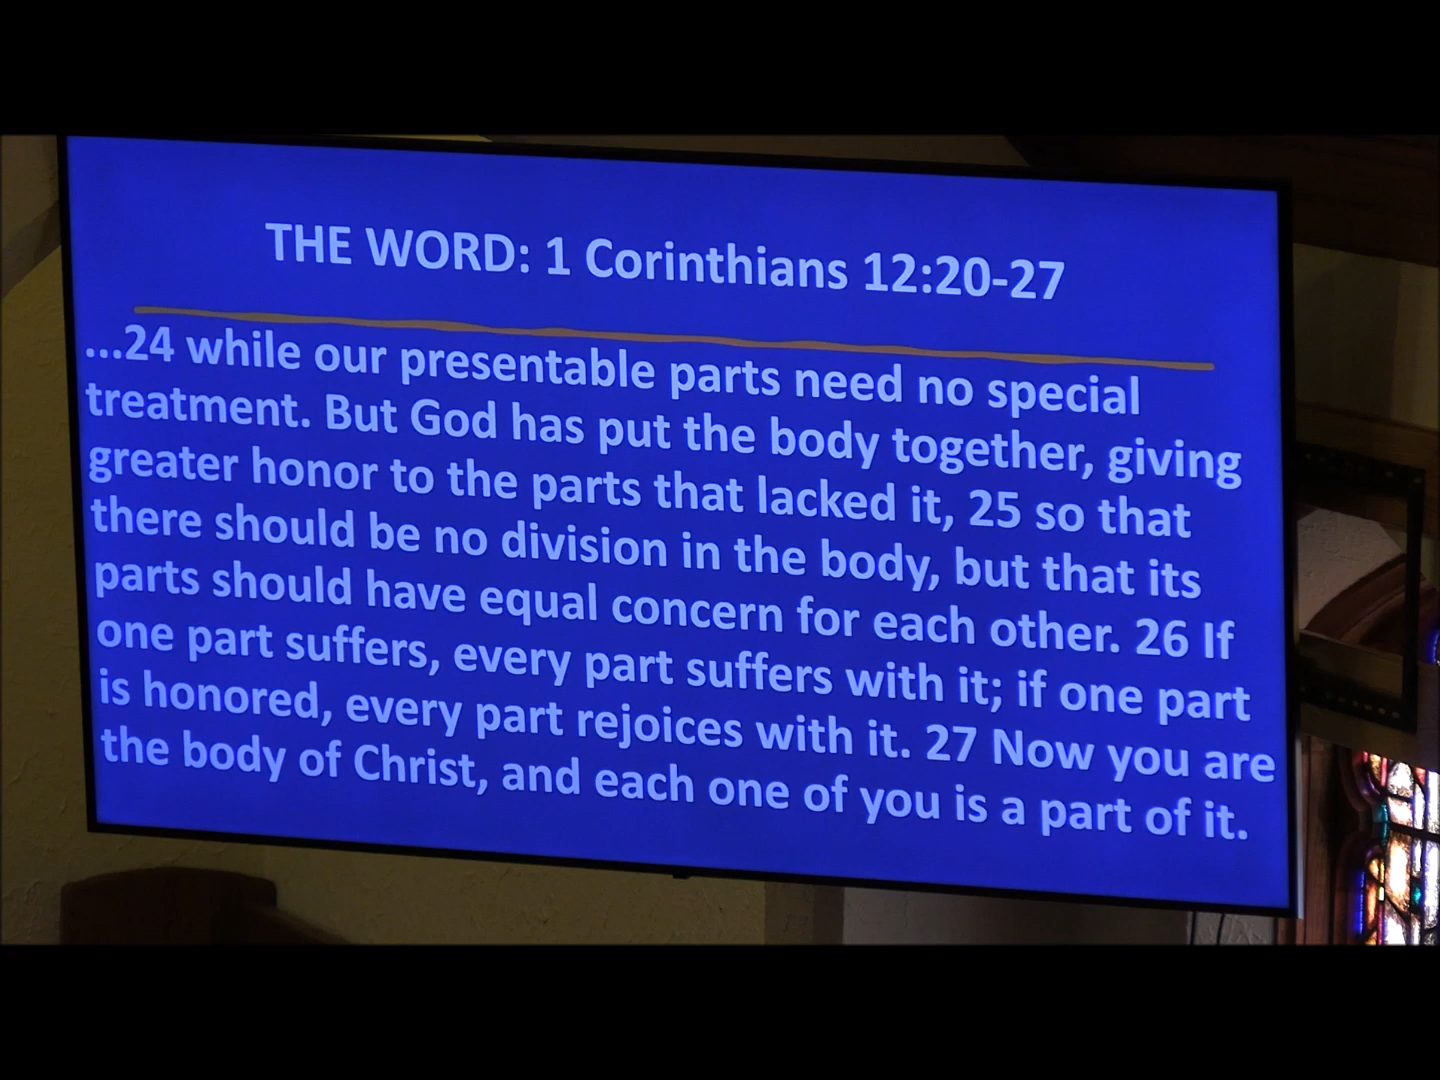 THE WORD: 1 Corinthians 12:20-27
...24 while our presentable parts need no special
treatment. But God has put the body together, giving
greater honor to the parts that lacked it, 25 so that
there should be no division in the body, but that its
parts should have equal concern for each other. 26 If
one part suffers, every part suffers with it; if one part
is honored, every part rejoices with it. 27 Now you are
the body of Christ, and each one of you is a part of it.